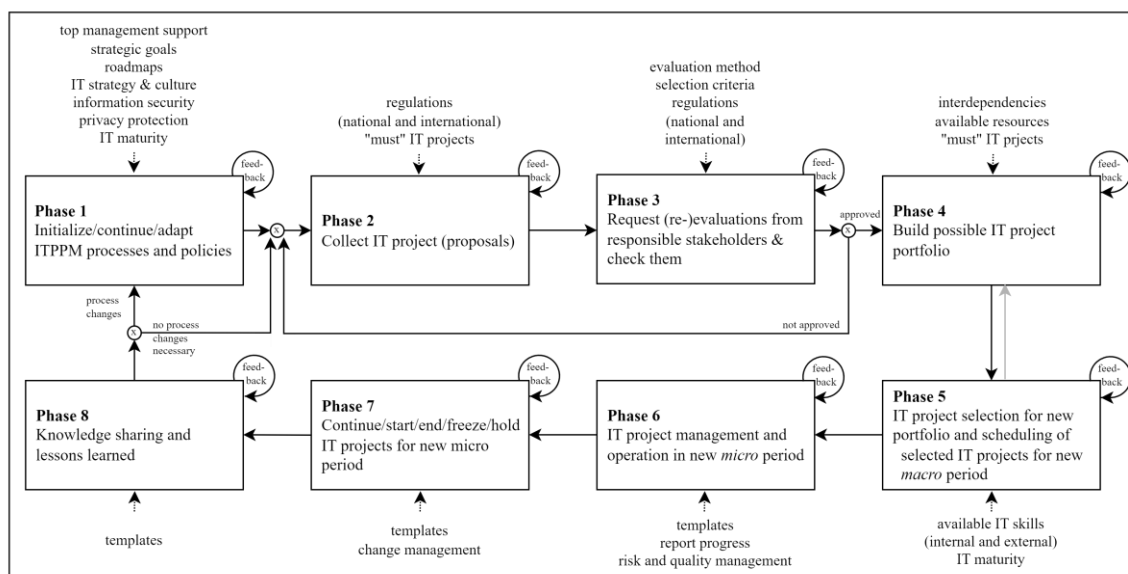 top management support
strategic goals
roadmaps
IT strategy & culture
information security
privacy protection
IT maturity
regulations
(national and international)
"must" IT projects
evaluation method
selection criteria
regulations
(national and
international)
interdependencies
available resources
"must" IT prjects
feed-
back
Phase 1
Initialize/continue/adapt
ITPPM processes and policies
x
feed-
back
Phase 2
Collect IT project (proposals)
feed-
back
Phase 3
Request (re-)evaluations from
responsible stakeholders &
check them
approved
x
feed-
back
Phase 4
Build possible IT project
portfolio
process
changes
x
no process
changes
necessary
not approved
feed-
back
Phase 8
Knowledge sharing and
lessons learned
feed-
back
Phase 7
Continue/start/end/freeze/hold
IT projects for new micro
period
feed-
back
Phase 6
IT project management and
operation in new micro period
feed-
back
Phase 5
IT project selection for new
portfolio and scheduling of
selected IT projects for new
macro period
templates
templates
change management
templates
report progress
risk and quality management
available IT skills
(internal and external)
IT maturity